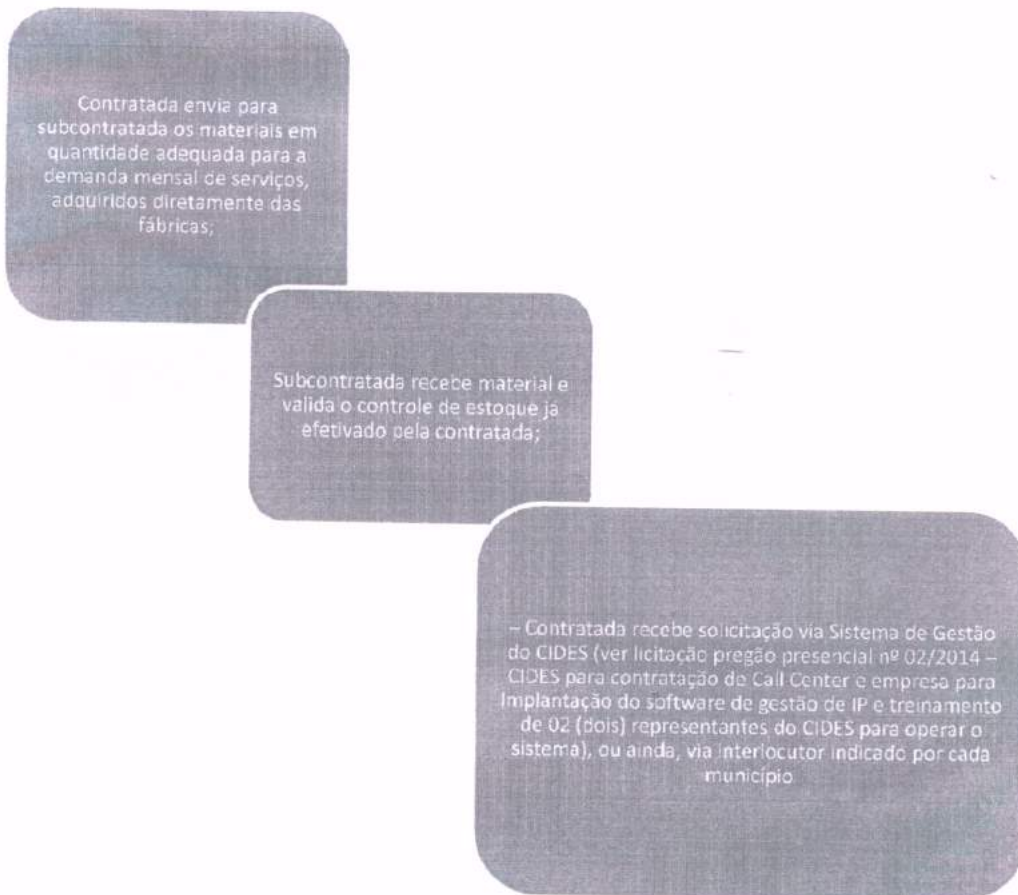 Contratada envia para
subcontratada os materiais em
quantidade adequada para a
demanda mensal de serviços,
adquiridos diretamente das
fábricas;
Subcontratada recebe material e
valida o controle de estoque já
efetivado pela contratada;
– Contratada recebe solicitação via Sistema de Gestão
do CIDES (ver licitação pregão presencial nº 02/2014 –
CIDES para contratação de Call Center e empresa para
Implantação do software de gestão de IP e treinamento
de 02 (dois) representantes do CIDES para operar o
sistema), ou ainda, via interlocutor indicado por cada
município